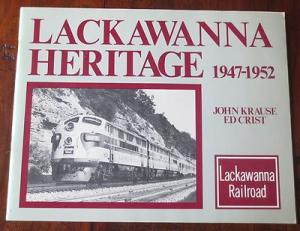 LACKAWANNA
HERITAGE 1947-1952
JOHN KRAUSE
ED CRIST
Lackawanna
Railroad